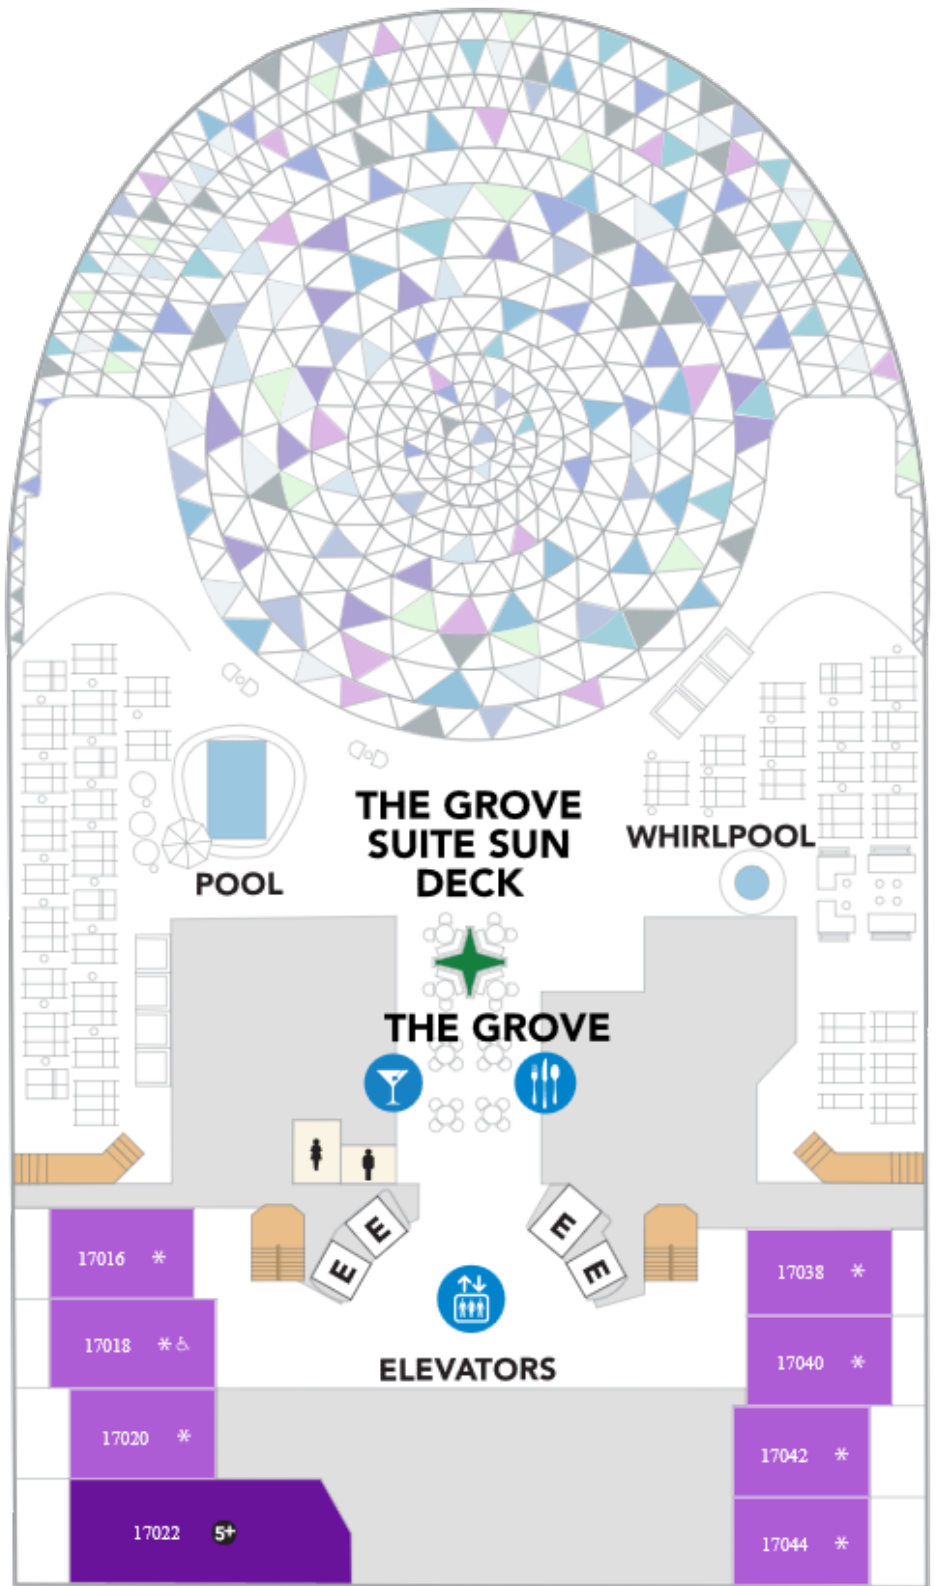 THE GROVE
SUITE SUN
DECK
WHIRLPOOL
POOL
THE GROVE
E
E
E
E
ELEVATORS
17016 *
17018 *
17020 *
17022 5+
17038 *
17040 *
17042 *
17044 *